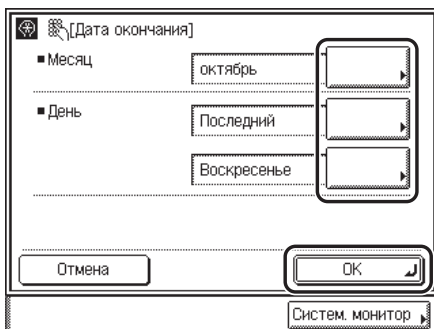 [Дата окончания]
▪Месяц
октябрь
▪День
Последний
Воскресенье
Отмена
OK
Систем. монитор